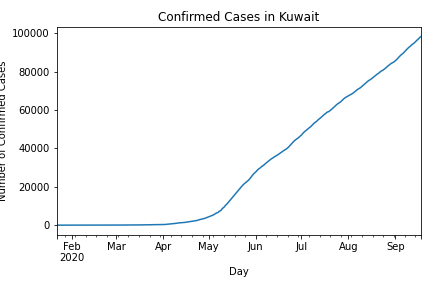 Confirmed Cases in Kuwait
100000
80000
60000
40000
20000
0
Number of Confirmed Cases
Feb Mar Apr May Jun Jul Aug Sep
2020
Day